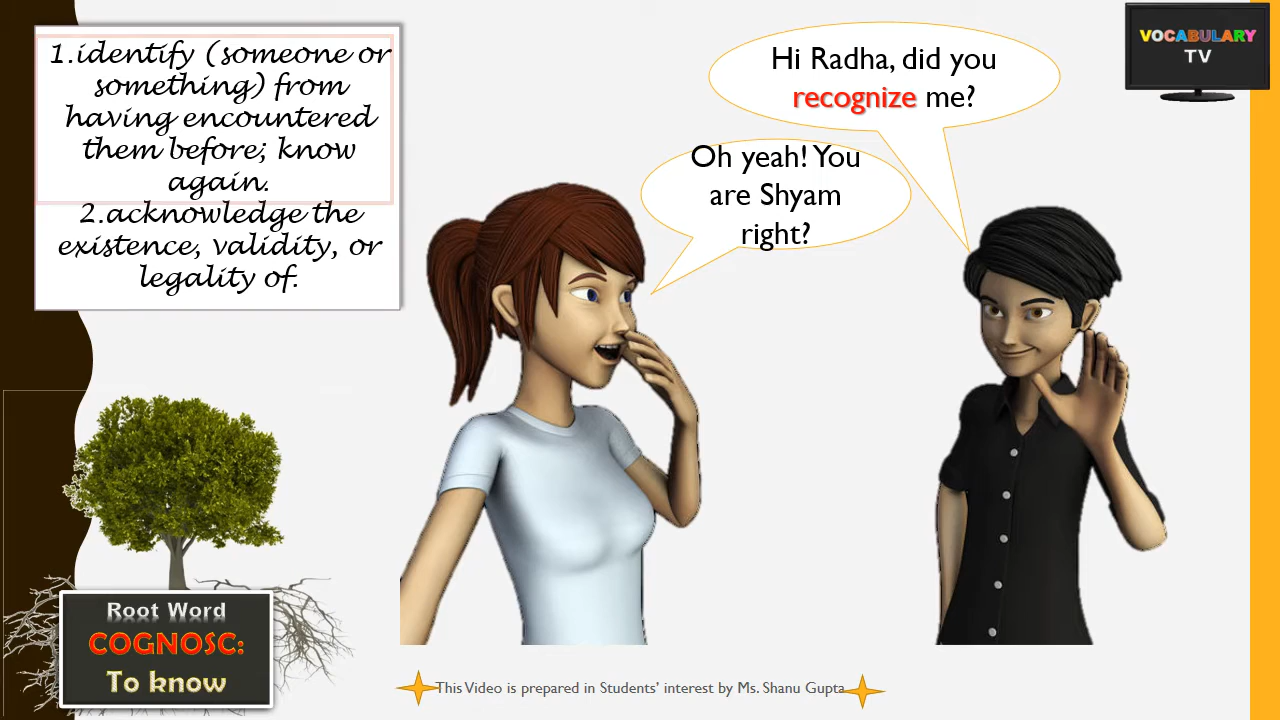 1.identify (someone or
something) from
having encountered
them before; know
again.
2.acknowledge the
existence, validity, or
legality of.
Hi Radha, did you
recognize me?
Oh yeah! You
are Shyam
right?
VOCABULARY
TV
Root Word
COGNOSC:
To know
This Video is prepared in Students' interest by Ms. Shanu Gupta